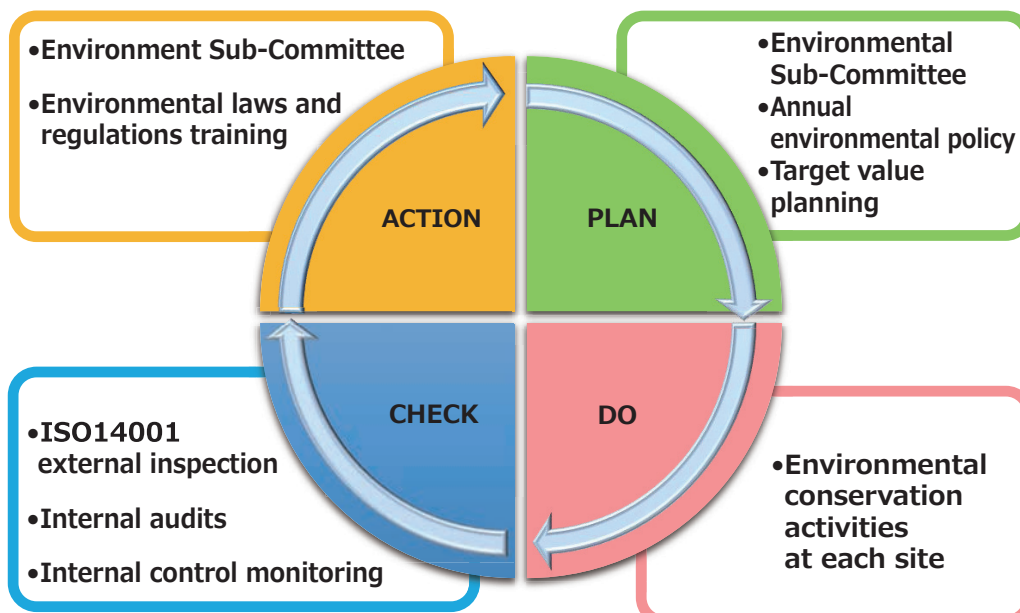 •Environment Sub-Committee
•Environmental laws and
regulations training
•Environmental
Sub-Committee
•Annual
environmental policy
•Target value
planning
ACTION
PLAN
CHECK
DO
•ISO14001
external inspection
•Internal audits
•Internal control monitoring
•Environmental
conservation
activities
at each site